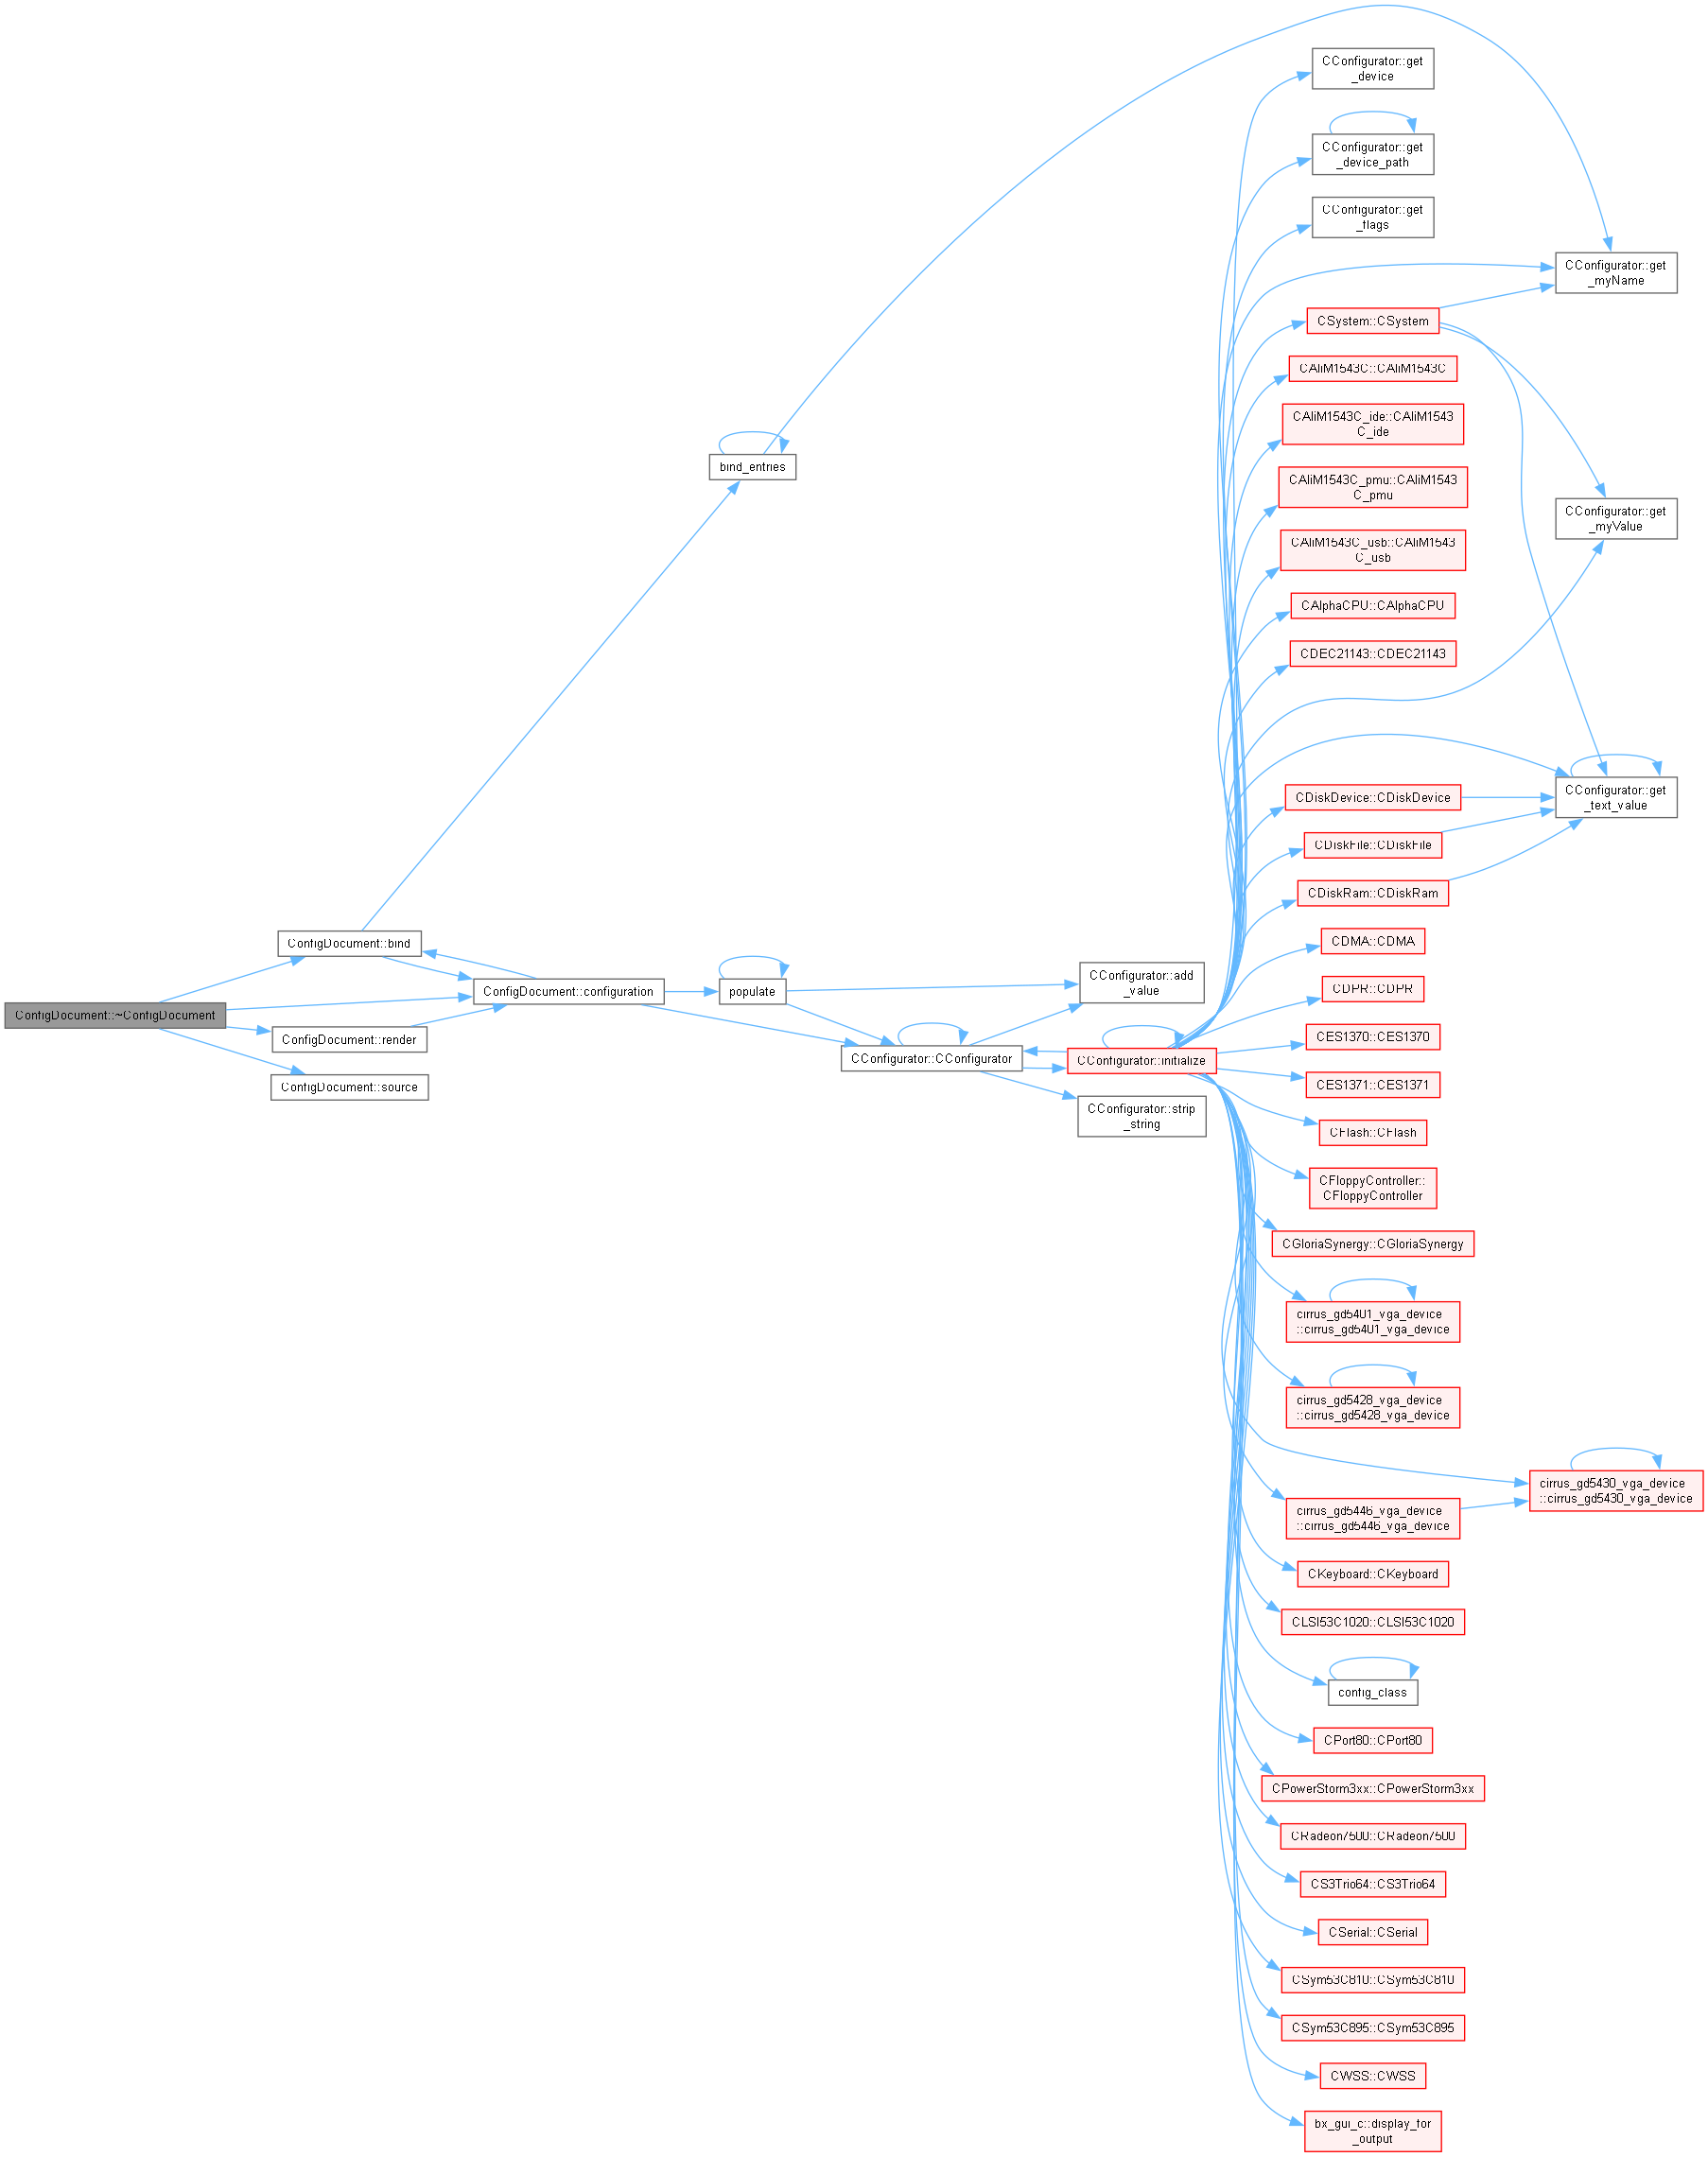 CConfigurator::get
_device
CConfigurator::get
_device_path
CConfigurator::get
_flags
CConfigurator::get
_myName
CSystem::CSystem
CAliM1543C::CAliM1543C
CAliM1543C_ide::CAliM1543
C_ide
bind_entries
CAliM1543C_pmu::CAliM1543
C_pmu
CConfigurator::get
_myValue
CAliM1543C_usb::CAliM1543
C_usb
CAlphaCPU::CAlphaCPU
CDEC21143::CDEC21143
CDiskDevice::CDiskDevice
CConfigurator::get
_text_value
CDiskFile::CDiskFile
CDiskRam::CDiskRam
ConfigDocument::bind
CDMA::CDMA
CConfigurator::add
_value
ConfigDocument::configuration
populate
CDPR::CDPR
ConfigDocument::~ConfigDocument
ConfigDocument::render
CES1370::CES1370
CConfigurator::CConfigurator
CConfigurator::initialize
ConfigDocument::source
CES1371::CES1371
CConfigurator::strip
_string
CFlash::CFlash
CFloppyController::
CFloppyController
CGloriaSynergy::CGloriaSynergy
cirrus_gd5401_vga_device
::cirrus_gd5401_vga_device
cirrus_gd5428_vga_device
::cirrus_gd5428_vga_device
cirrus_gd5430_vga_device
::cirrus_gd5430_vga_device
cirrus_gd5446_vga_device
::cirrus_gd5446_vga_device
CKeyboard::CKeyboard
CLSI53C1020::CLSI53C1020
config_class
CPort80::CPort80
CPowerStorm3xx::CPowerStorm3xx
CRadeon7500::CRadeon7500
CS3Trio64::CS3Trio64
CSerial::CSerial
CSym53C810::CSym53C810
CSym53C895::CSym53C895
CWSS::CWSS
bx_gui_c::display_for
_output